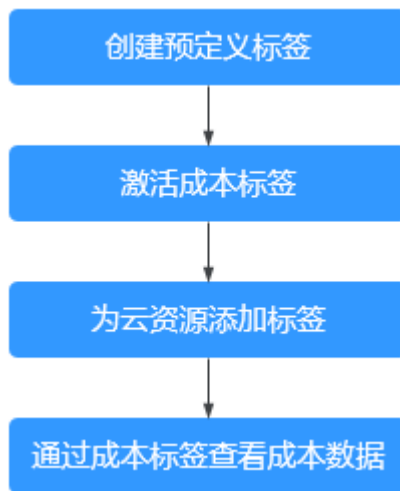 创建预定义标签
激活成本标签
为云资源添加标签
通过成本标签查看成本数据